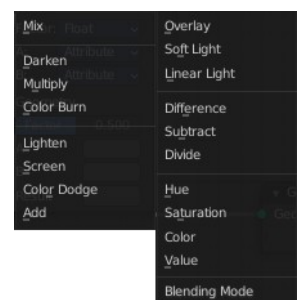 Mix
Darken
Multiply
Color Burn
Lighten
Screen
Color Dodge
Add
Overlay
Soft Light
Linear Light
Difference
Subtract
Divide
Hue
Saturation
Color
Value
Blending Mode